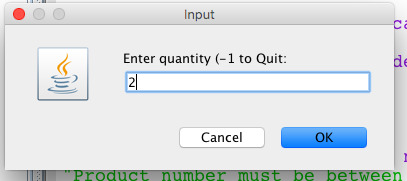 Input
Enter quantity (-1 to Quit:
2
Cancel
OK
"Product number must be between